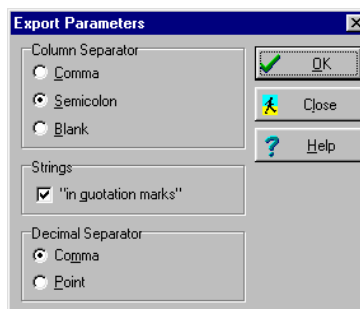 Export Parameters
Column Separator
Comma
Semicolon
Blank
Strings
"in quotation marks"
Decimal Separator
Comma
Point
OK
Close
Help